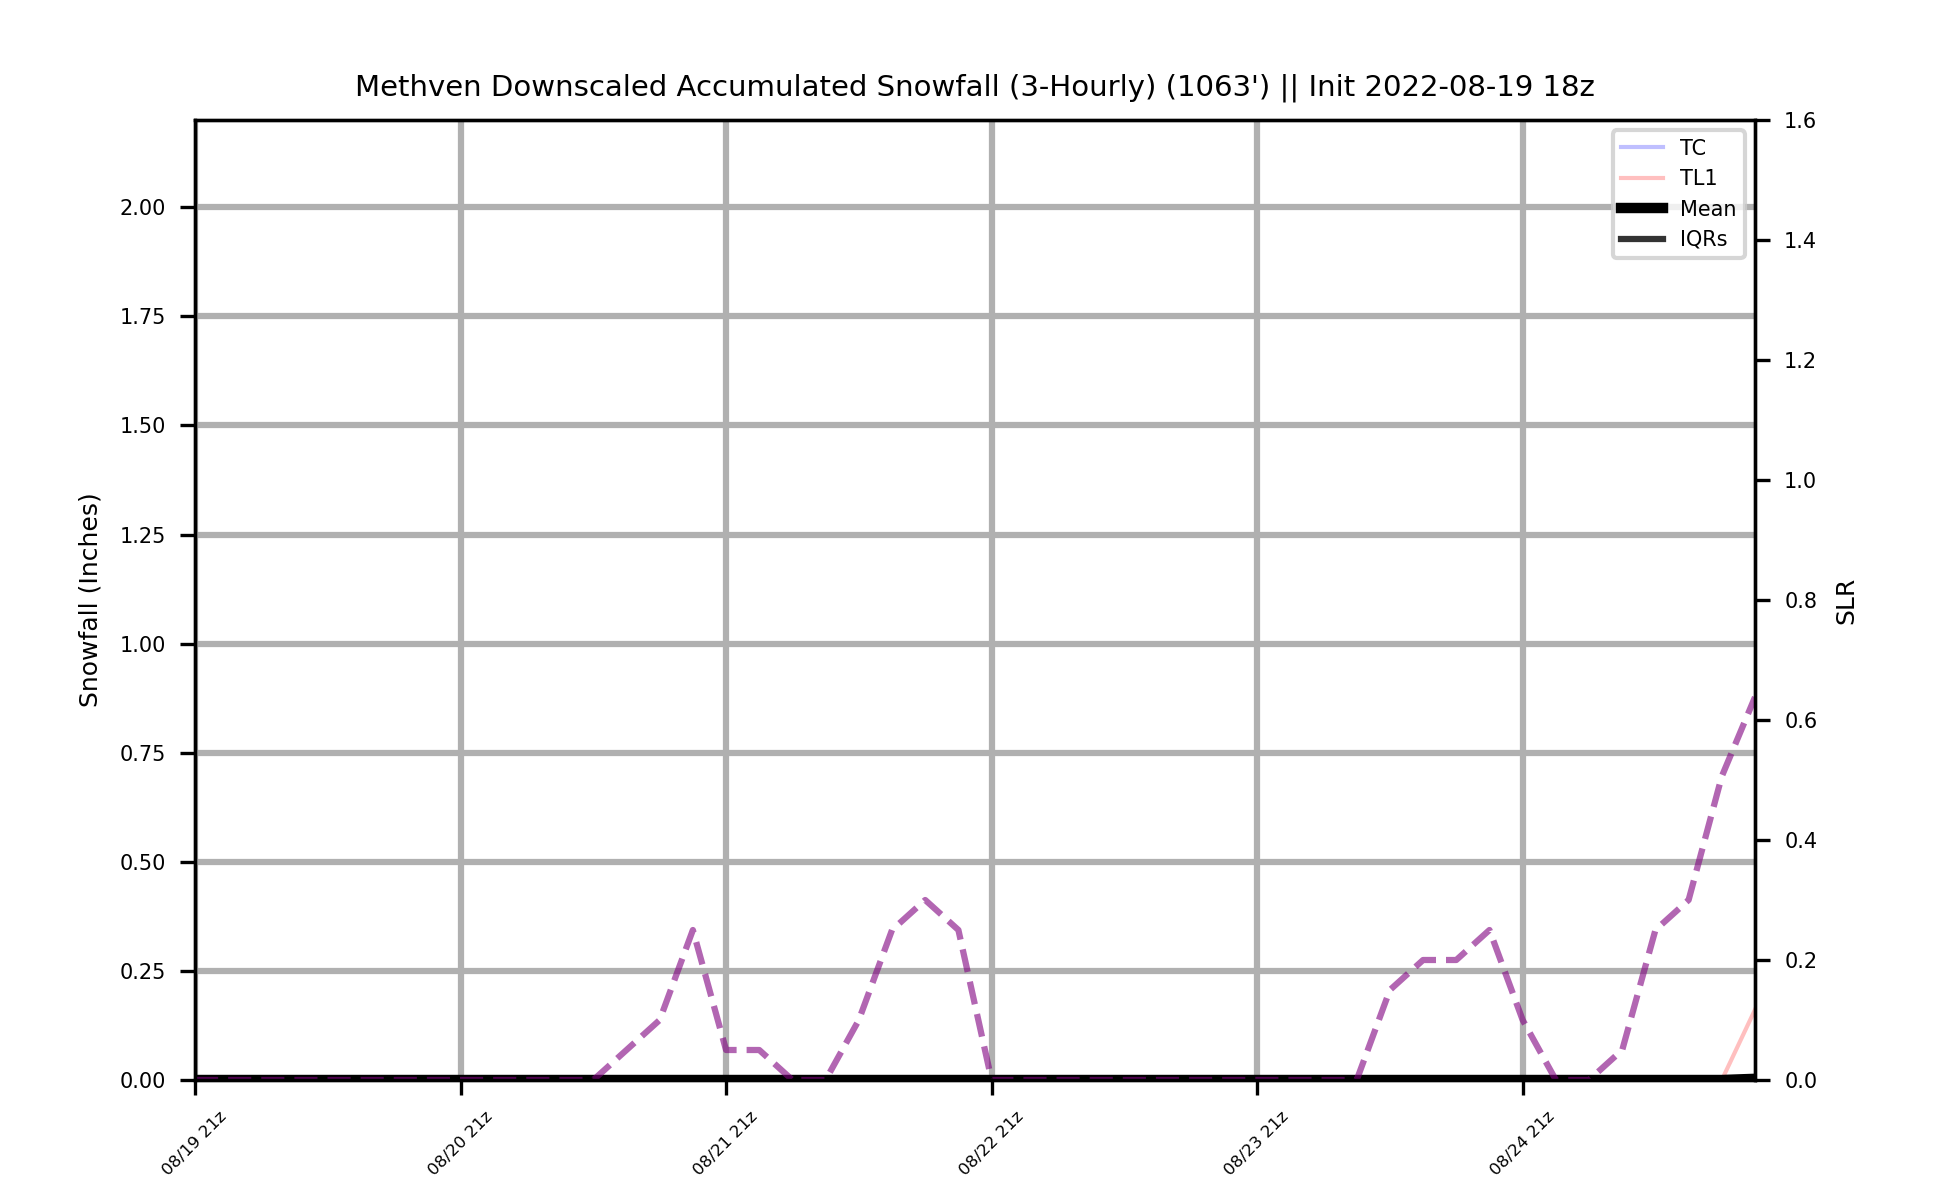 Methven Downscaled Accumulated Snowfall (3-Hourly) (1063') || Init 2022-08-19 18z
TC
TL1
Mean
IQRs
Snowfall (Inches)
2.00
1.75
1.50
1.25
1.00
0.75
0.50
0.25
0.00
1.6
1.4
1.2
1.0
0.8
0.6
0.4
0.2
0.0
SLR
08/19 21z
08/20 21z
08/21 21z
08/22 21z
08/23 21z
08/24 21z